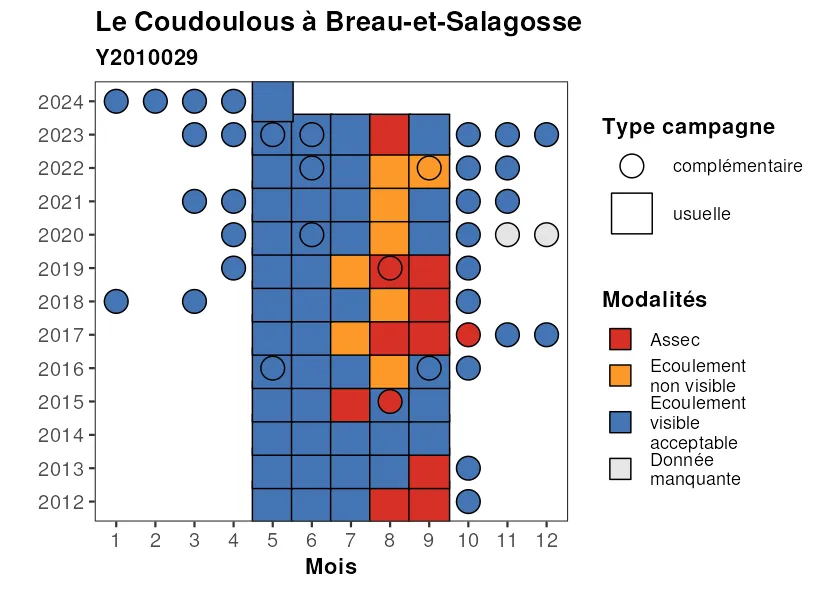 Le Coudoulous à Breau-et-Salagosse
Y2010029
2024
2023
2022
2021
2020
2019
2018
2017
2016
2015
2014
2013
2012
1 2 3 4 5 6 7 8 9 10 11 12
Mois
Type campagne
complémentaire
usuelle
Modalités
Assec
Ecoulement
non visible
Ecoulement
visible
acceptable
Donnée
manquante